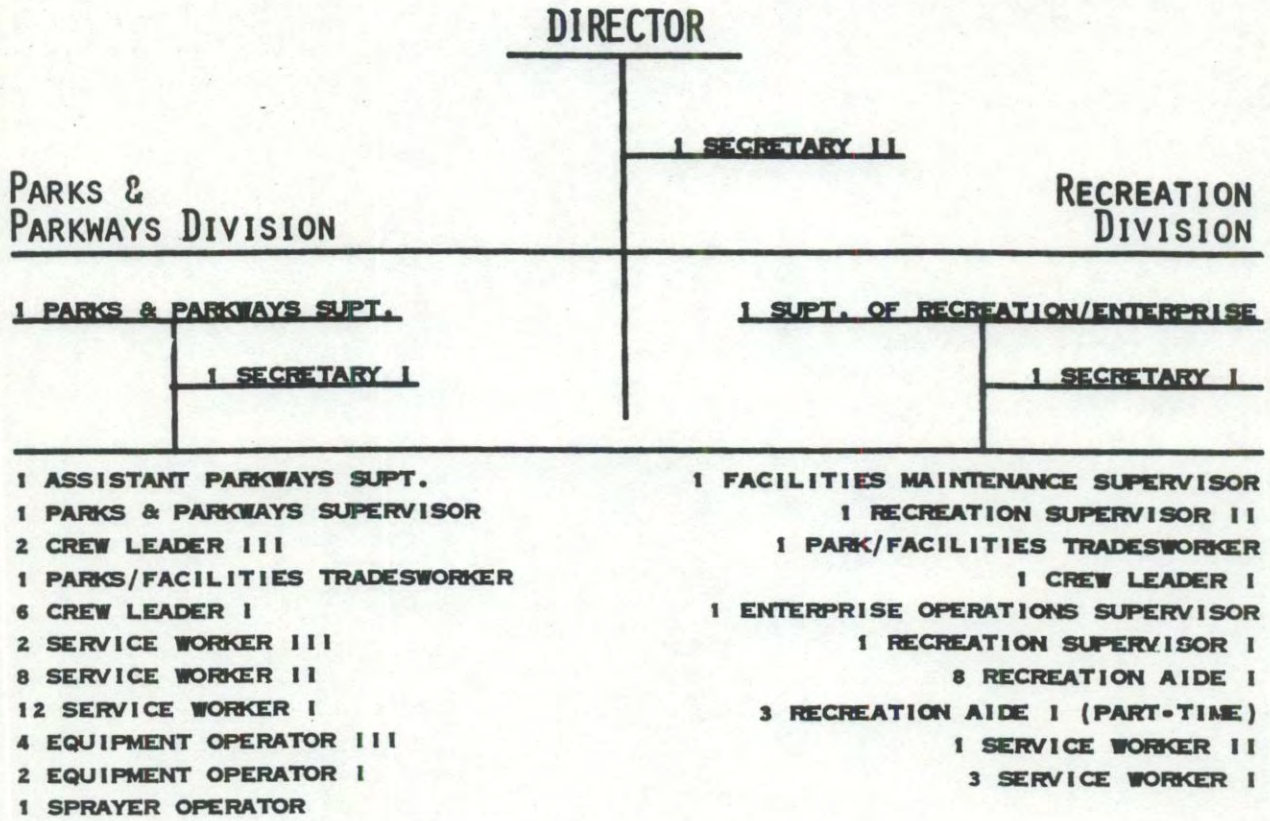 DIRECTOR
1 SECRETARY II
PARKS &
PARKWAYS DIVISION
RECREATION
DIVISION
1 PARKS & PARKWAYS SUPT.
1 SECRETARY I
1 SUPT. OF RECREATION/ENTERPRISE
1 SECRETARY I
1 ASSISTANT PARKWAYS SUPT.
1 PARKS & PARKWAYS SUPERVISOR
2 CREW LEADER III
1 PARKS/FACILITIES TRADESWORKER
6 CREW LEADER I
2 SERVICE WORKER III
8 SERVICE WORKER II
12 SERVICE WORKER I
4 EQUIPMENT OPERATOR III
2 EQUIPMENT OPERATOR I
1 SPRAYER OPERATOR
1 FACILITIES MAINTENANCE SUPERVISOR
1 RECREATION SUPERVISOR II
1 PARK/FACILITIES TRADESWORKER
1 CREW LEADER I
1 ENTERPRISE OPERATIONS SUPERVISOR
1 RECREATION SUPERVISOR I
8 RECREATION AIDE I
3 RECREATION AIDE I (PART-TIME)
1 SERVICE WORKER II
3 SERVICE WORKER I